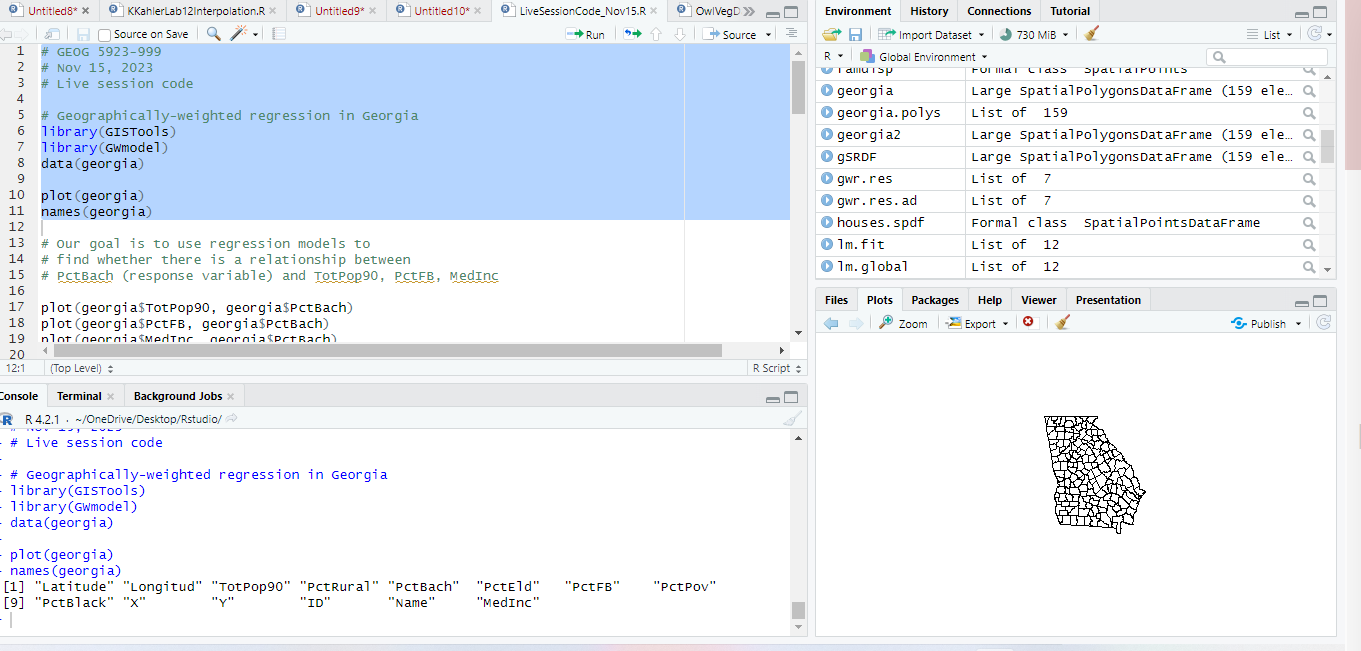 Untitled8* × KKahlerLab12Interpolation.R × Untitled9* × Untitled10* × LiveSessionCode_Nov15.R × OwlVegD
Source on Save Run Source
1 # GEOG 5923-999
2 # Nov 15, 2023
3 # Live session code
4
5 # Geographically-weighted regression in Georgia
6 library(GISTools)
7 library(GWmodel)
8 data(georgia)
9
10 plot(georgia)
11 names(georgia)
12
13 # Our goal is to use regression models to
14 # find whether there is a relationship between
15 # PctBach (response variable) and TotPop90, PctFB, MedInc
16
17 plot(georgia$TotPop90, georgia$PctBach)
18 plot(georgia$PctFB, georgia$PctBach)
19 plot(georgia$MedInc, georgia$PctBach)
20
12:1 (Top Level) R Script
Console Terminal × Background Jobs ×
R 4.2.1 · ~/OneDrive/Desktop/Rstudio/
# Nov 15, 2023
# Live session code
# Geographically-weighted regression in Georgia
library(GISTools)
library(GWmodel)
data(georgia)
plot(georgia)
names(georgia)
[1] "Latitude" "Longitud" "TotPop90" "PctRural" "PctBach" "PctEld" "PctFB" "PctPov"
[9] "PctBlack" "X" "Y" "ID" "Name" "MedInc"
Environment History Connections Tutorial
Import Dataset 730 MiB List
R Global Environment
Formal class SpatialPoints
georgia Large SpatialPolygonsDataFrame (159 ele…
georgia.polys List of 159
georgia2 Large SpatialPolygonsDataFrame (159 ele…
gSRDF Large SpatialPolygonsDataFrame (159 ele…
gwr.res List of 7
gwr.res.ad List of 7
houses.spdf Formal class SpatialPointsDataFrame
lm.fit List of 12
lm.global List of 12
Files Plots Packages Help Viewer Presentation
Zoom Export Publish